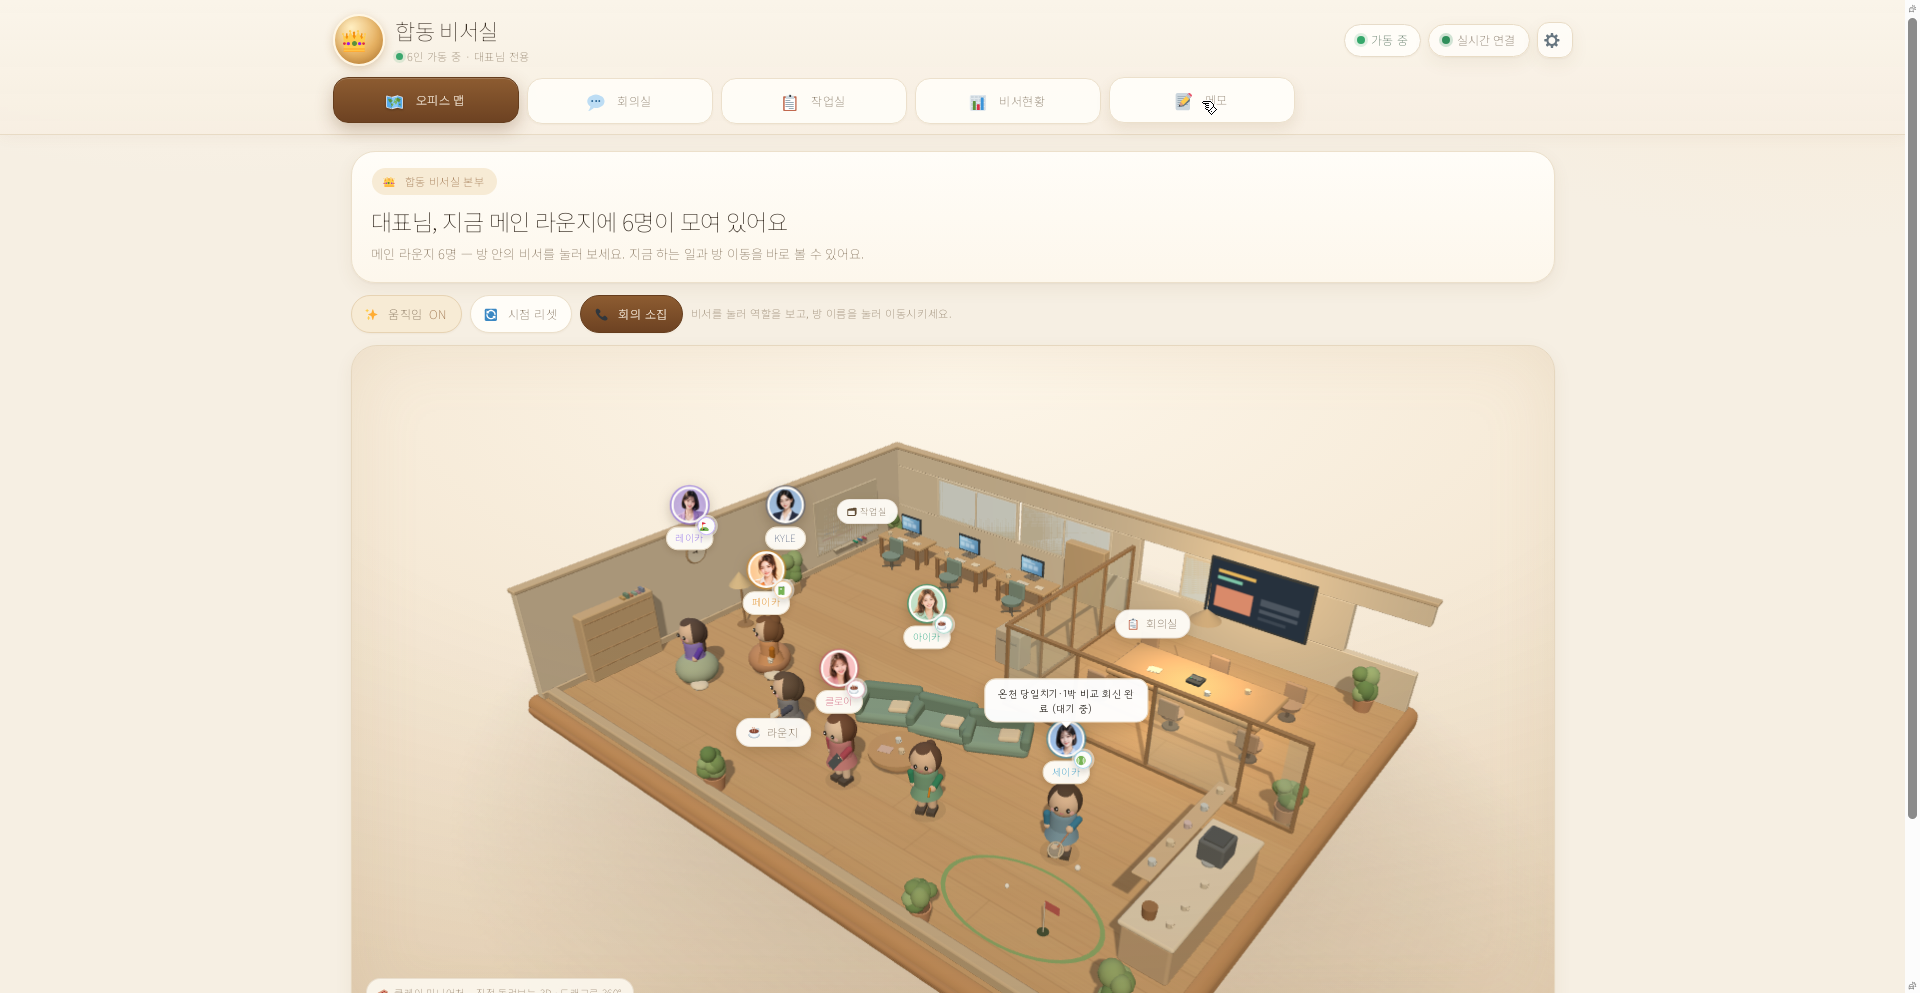 합동 비서실
6인 가동 중 · 대표님 전용
가동 중
실시간 연결
오피스 맵
회의실
작업실
비서현황
합동 비서실 본부
대표님, 지금 메인 라운지에 6명이 모여 있어요
메인 라운지 6명 — 방 안의 비서를 눌러 보세요. 지금 하는 일과 방 이동을 바로 볼 수 있어요.
움직임 ON
시점 리셋
회의 소집
비서를 눌러 역할을 보고, 방 이름을 눌러 이동시키세요.
레이카
KYLE
작업실
페이카
아이카
회의실
클로이
온천 당일치기·1박 비교 회신 완
료 (대기 중)
라운지
세이카